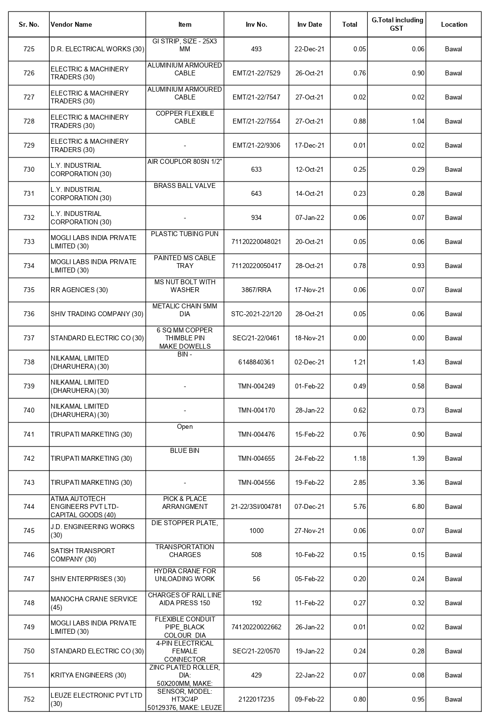 Sr. No. Vendor Name Item Inv No. Inv Date Total G.Total including GST Location
725 D.R. ELECTRICAL WORKS (30) GI STRIP, SIZE - 25X3 MM 493 22-Dec-21 0.05 0.06 Bawal
726 ELECTRIC & MACHINERY TRADERS (30) ALUMINIUM ARMOURED CABLE EMT/21-22/7529 26-Oct-21 0.76 0.90 Bawal
727 ELECTRIC & MACHINERY TRADERS (30) ALUMINIUM ARMOURED CABLE EMT/21-22/7547 27-Oct-21 0.02 0.02 Bawal
728 ELECTRIC & MACHINERY TRADERS (30) COPPER FLEXIBLE CABLE EMT/21-22/7554 27-Oct-21 0.88 1.04 Bawal
729 ELECTRIC & MACHINERY TRADERS (30) - EMT/21-22/9306 17-Dec-21 0.01 0.02 Bawal
730 L.Y. INDUSTRIAL CORPORATION (30) AIR COUPLOR 80SN 1/2" 633 12-Oct-21 0.25 0.29 Bawal
731 L.Y. INDUSTRIAL CORPORATION (30) BRASS BALL VALVE 643 14-Oct-21 0.23 0.28 Bawal
732 L.Y. INDUSTRIAL CORPORATION (30) - 934 07-Jan-22 0.06 0.07 Bawal
733 MOGLI LABS INDIA PRIVATE LIMITED (30) PLASTIC TUBING PUN 71120220048021 20-Oct-21 0.05 0.06 Bawal
734 MOGLI LABS INDIA PRIVATE LIMITED (30) PAINTED MS CABLE TRAY 71120220050417 28-Oct-21 0.78 0.93 Bawal
735 RR AGENCIES (30) MS NUT BOLT WITH WASHER 3867/RRA 17-Nov-21 0.06 0.07 Bawal
736 SHIV TRADING COMPANY (30) METALIC CHAIN 5MM DIA STC-2021-22/120 28-Oct-21 0.05 0.06 Bawal
737 STANDARD ELECTRIC CO (30) 6 SQ MM COPPER THIMBLE PIN MAKE DOWELLS SEC/21-22/0461 18-Nov-21 0.00 0.00 Bawal
738 NILKAMAL LIMITED (DHARUHERA) (30) BIN - 6148840361 02-Dec-21 1.21 1.43 Bawal
739 NILKAMAL LIMITED (DHARUHERA) (30) - TMN-004249 01-Feb-22 0.49 0.58 Bawal
740 NILKAMAL LIMITED (DHARUHERA) (30) - TMN-004170 28-Jan-22 0.62 0.73 Bawal
741 TIRUPATI MARKETING (30) Open TMN-004476 15-Feb-22 0.76 0.90 Bawal
742 TIRUPATI MARKETING (30) BLUE BIN TMN-004655 24-Feb-22 1.18 1.39 Bawal
743 TIRUPATI MARKETING (30) - TMN-004556 19-Feb-22 2.85 3.36 Bawal
744 ATMA AUTOTECH ENGINEERS PVT LTD-CAPITAL GOODS (40) PICK & PLACE ARRANGMENT 21-22/3SI/004781 07-Dec-21 5.76 6.80 Bawal
745 J.D. ENGINEERING WORKS (30) DIE STOPPER PLATE, 1000 27-Nov-21 0.06 0.07 Bawal
746 SATISH TRANSPORT COMPANY (30) TRANSPORTATION CHARGES 508 10-Feb-22 0.15 0.15 Bawal
747 SHIV ENTERPRISES (30) HYDRA CRANE FOR UNLOADING WORK 56 05-Feb-22 0.20 0.24 Bawal
748 MANOCHA CRANE SERVICE (45) CHARGES OF RAIL LINE AIDA PRESS 150 192 11-Feb-22 0.27 0.32 Bawal
749 MOGLI LABS INDIA PRIVATE LIMITED (30) FLEXIBLE CONDUIT PIPE_BLACK COLOUR DIA 74120220022662 26-Jan-22 0.01 0.02 Bawal
750 STANDARD ELECTRIC CO (30) 4-PIN ELECTRICAL FEMALE CONNECTOR SEC/21-22/0570 19-Jan-22 0.24 0.28 Bawal
751 KRITYA ENGINEERS (30) ZINC PLATED ROLLER, DIA: 50X200MM, MAKE: 429 22-Jan-22 0.07 0.08 Bawal
752 LEUZE ELECTRONIC PVT LTD (30) SENSOR, MODEL: HT3C/4P 50129376, MAKE: LEUZE 2122017235 09-Feb-22 0.80 0.95 Bawal